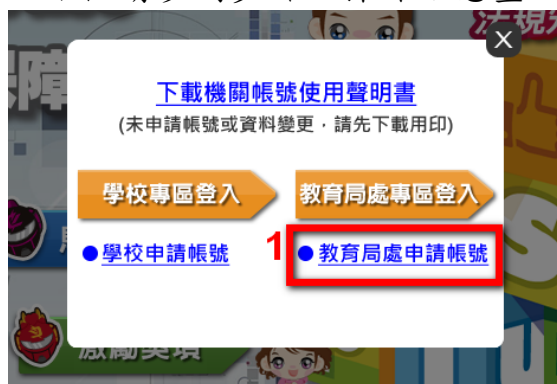 X
下載機關帳號使用聲明書
(未申請帳號或資料變更，請先下載用印)
學校專區登入
教育局處專區登入
●學校申請帳號
1 ●教育局處申請帳號